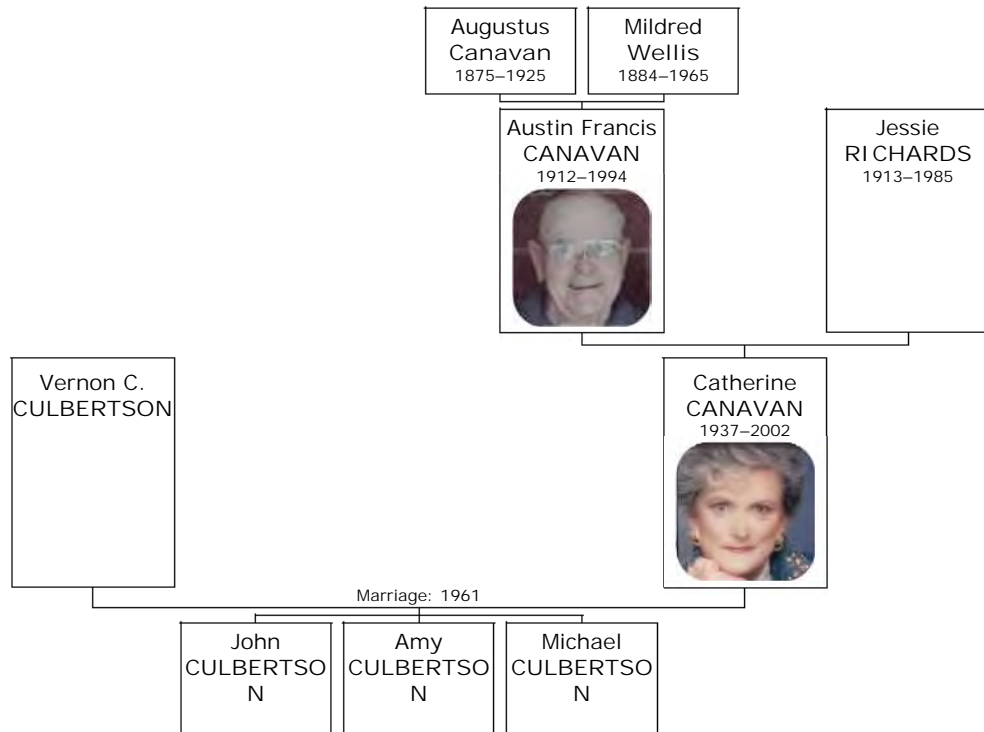 Augustus
Canavan
1875–1925
Mildred
Wellis
1884–1965
Austin Francis
CANAVAN
1912–1994
Jessie
RICHARDS
1913–1985
Vernon C.
CULBERTSON
Catherine
CANAVAN
1937–2002
Marriage: 1961
John
CULBERTSO
N
Amy
CULBERTSO
N
Michael
CULBERTSO
N